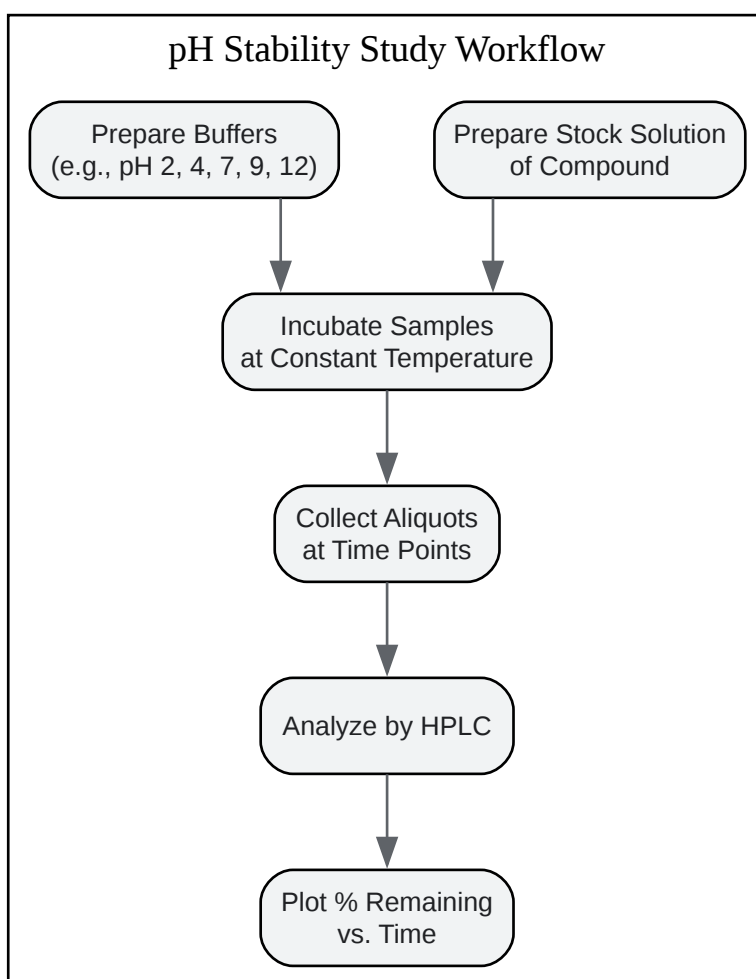 pH Stability Study Workflow
Prepare Buffers
(e.g., pH 2, 4, 7, 9, 12)
Prepare Stock Solution
of Compound
Incubate Samples
at Constant Temperature
Collect Aliquots
at Time Points
Analyze by HPLC
Plot % Remaining
vs. Time